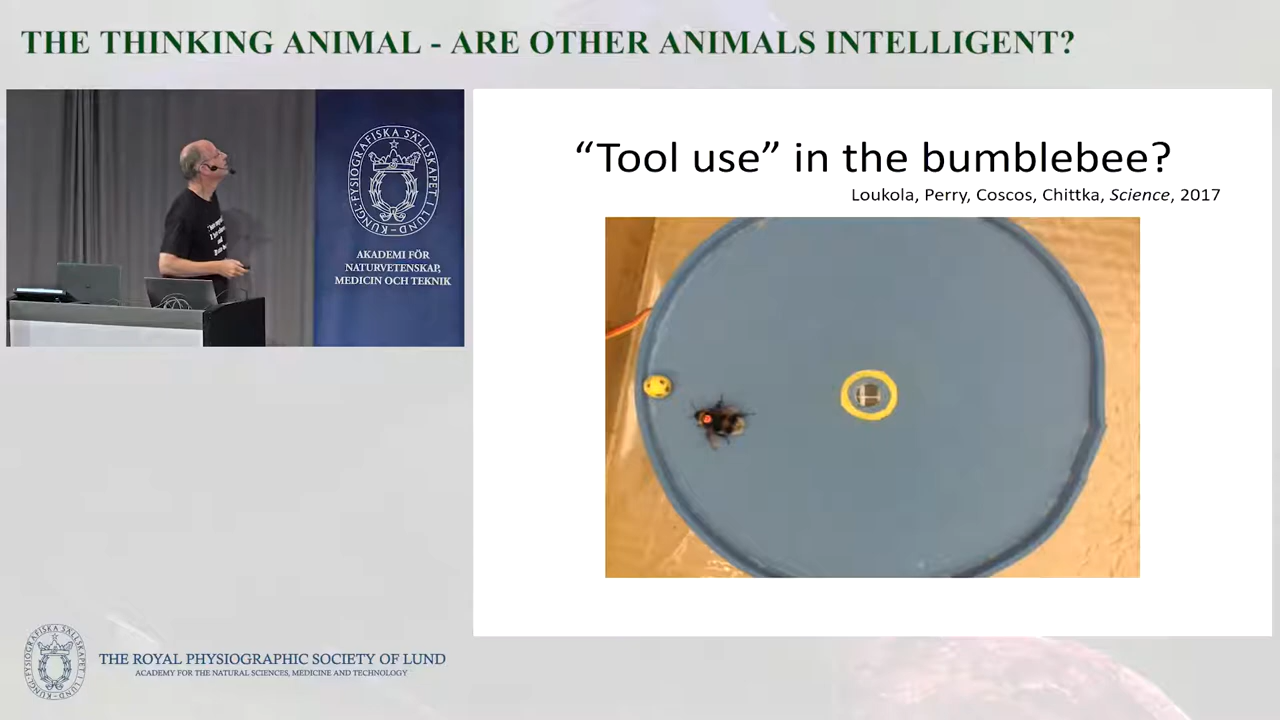 THE THINKING ANIMAL - ARE OTHER ANIMALS INTELLIGENT?
KUNGL. FYSIOGRAFISKA SÄLLSKAPET I LUND
AKADEMI FÖR
NATURVETENSKAP,
MEDICIN OCH TEKNIK
“Tool use” in the bumblebee?
Loukola, Perry, Coscos, Chittka, Science, 2017
THE ROYAL PHYSIOGRAPHIC SOCIETY OF LUND
ACADEMY FOR THE NATURAL SCIENCES, MEDICINE AND TECHNOLOGY